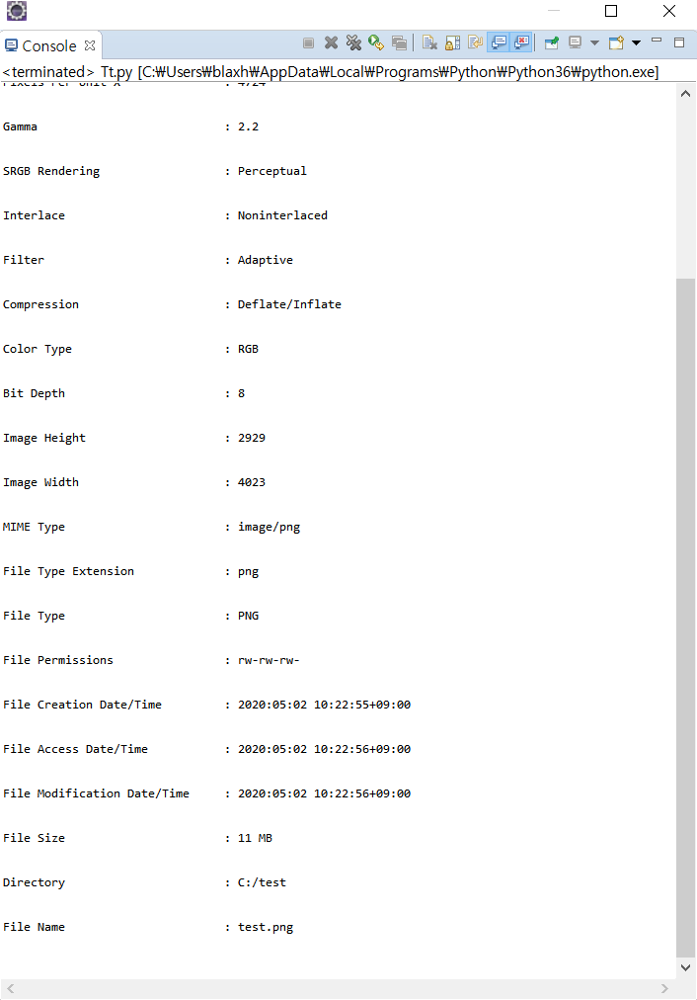 Console
<terminated> Tt.py [C:₩Users₩blaxh₩AppData₩Local₩Programs₩Python₩Python36₩python.exe]
Gamma : 2.2
SRGB Rendering : Perceptual
Interlace : Noninterlaced
Filter : Adaptive
Compression : Deflate/Inflate
Color Type : RGB
Bit Depth : 8
Image Height : 2929
Image Width : 4023
MIME Type : image/png
File Type Extension : png
File Type : PNG
File Permissions : rw-rw-rw-
File Creation Date/Time : 2020:05:02 10:22:55+09:00
File Access Date/Time : 2020:05:02 10:22:56+09:00
File Modification Date/Time : 2020:05:02 10:22:56+09:00
File Size : 11 MB
Directory : C:/test
File Name : test.png